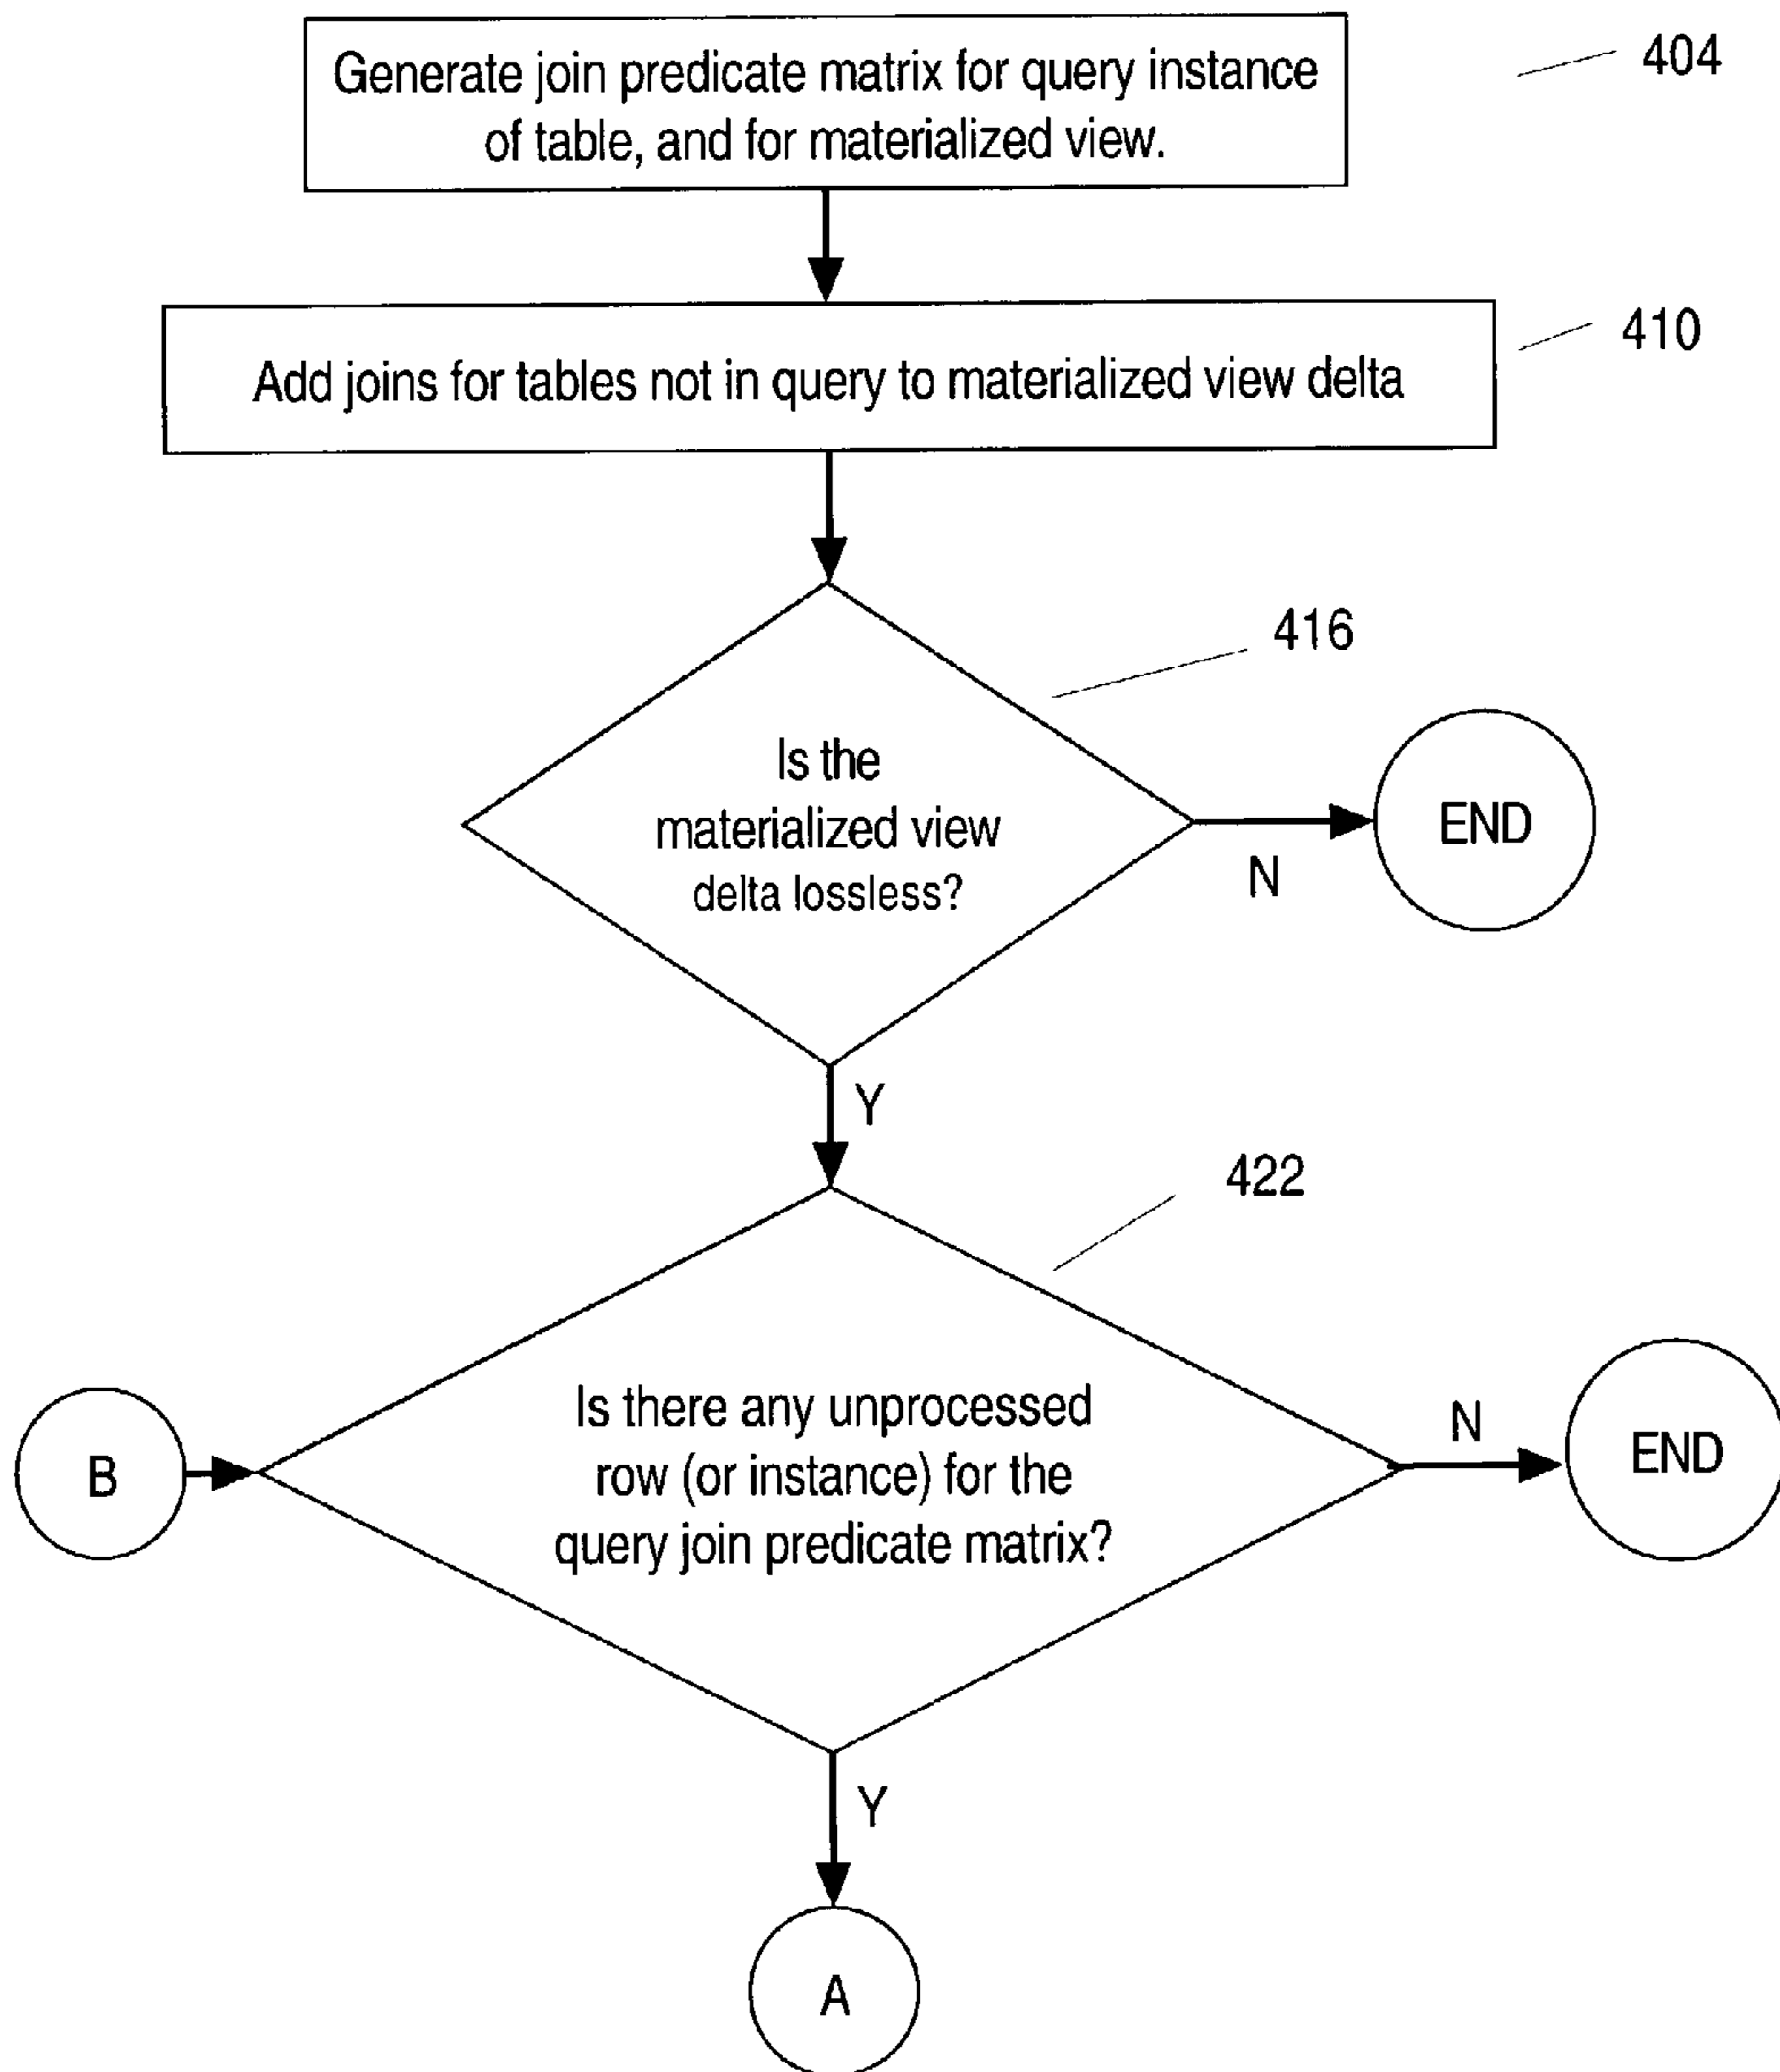 Generate join predicate matrix for query instance
of table, and for materialized view.
404
Add joins for tables not in query to materialized view delta
410
416
Is the
materialized view
delta lossless?
N
END
Y
422
Is there any unprocessed
row (or instance) for the
query join predicate matrix?
B
N
END
Y
A